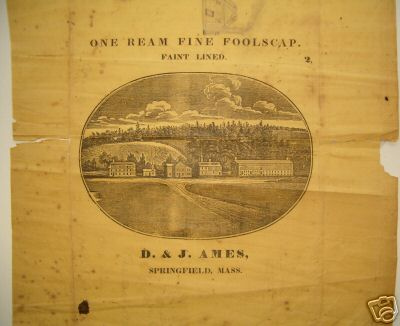 ONE REAM FINE FOOLSCAP.
FAINT LINED.
2,
D. & J. AMES,
SPRINGFIELD, MASS.